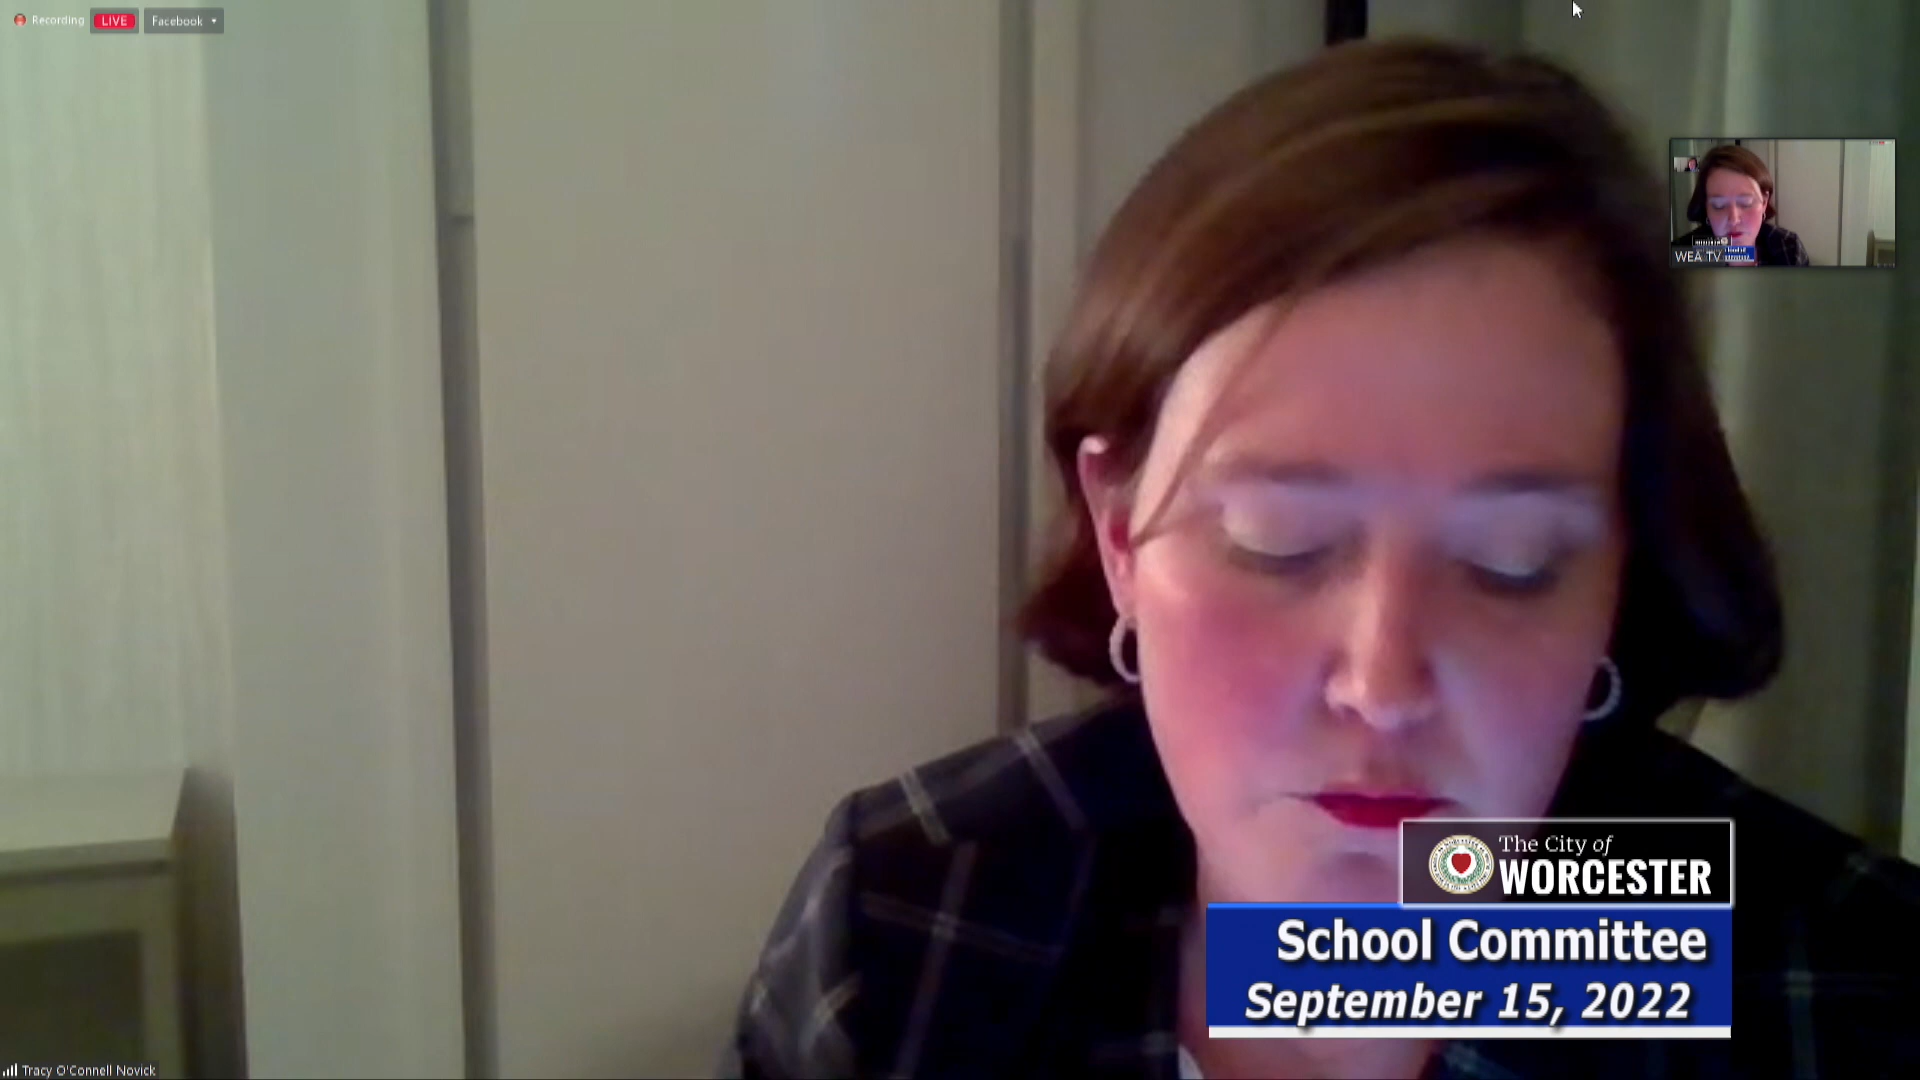 Recording LIVE Facebook
WEA TV
The City of
WORCESTER
School Committee
September 15, 2022
Tracy O'Connell Novick